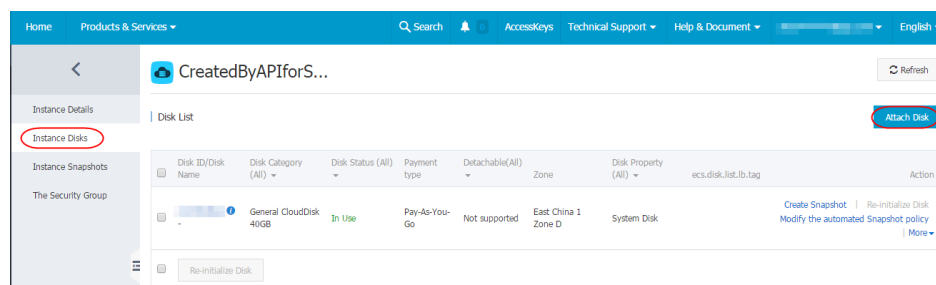 Home Products & Services Search 0 AccessKeys Technical Support Help & Document English
CreatedByAPIforS... Refresh
Instance Details
Disk List Attach Disk
Instance Disks
Instance Snapshots
The Security Group
Disk ID/Disk Name Disk Category (All) Disk Status (All) Payment type Detachable(All) Zone Disk Property (All) ecs.disk.list.lb.tag Action
- General CloudDisk 40GB In Use Pay-As-You-Go Not supported East China 1 Zone D System Disk Create Snapshot | Re-initialize Disk
Modify the automated Snapshot policy
| More
Re-initialize Disk